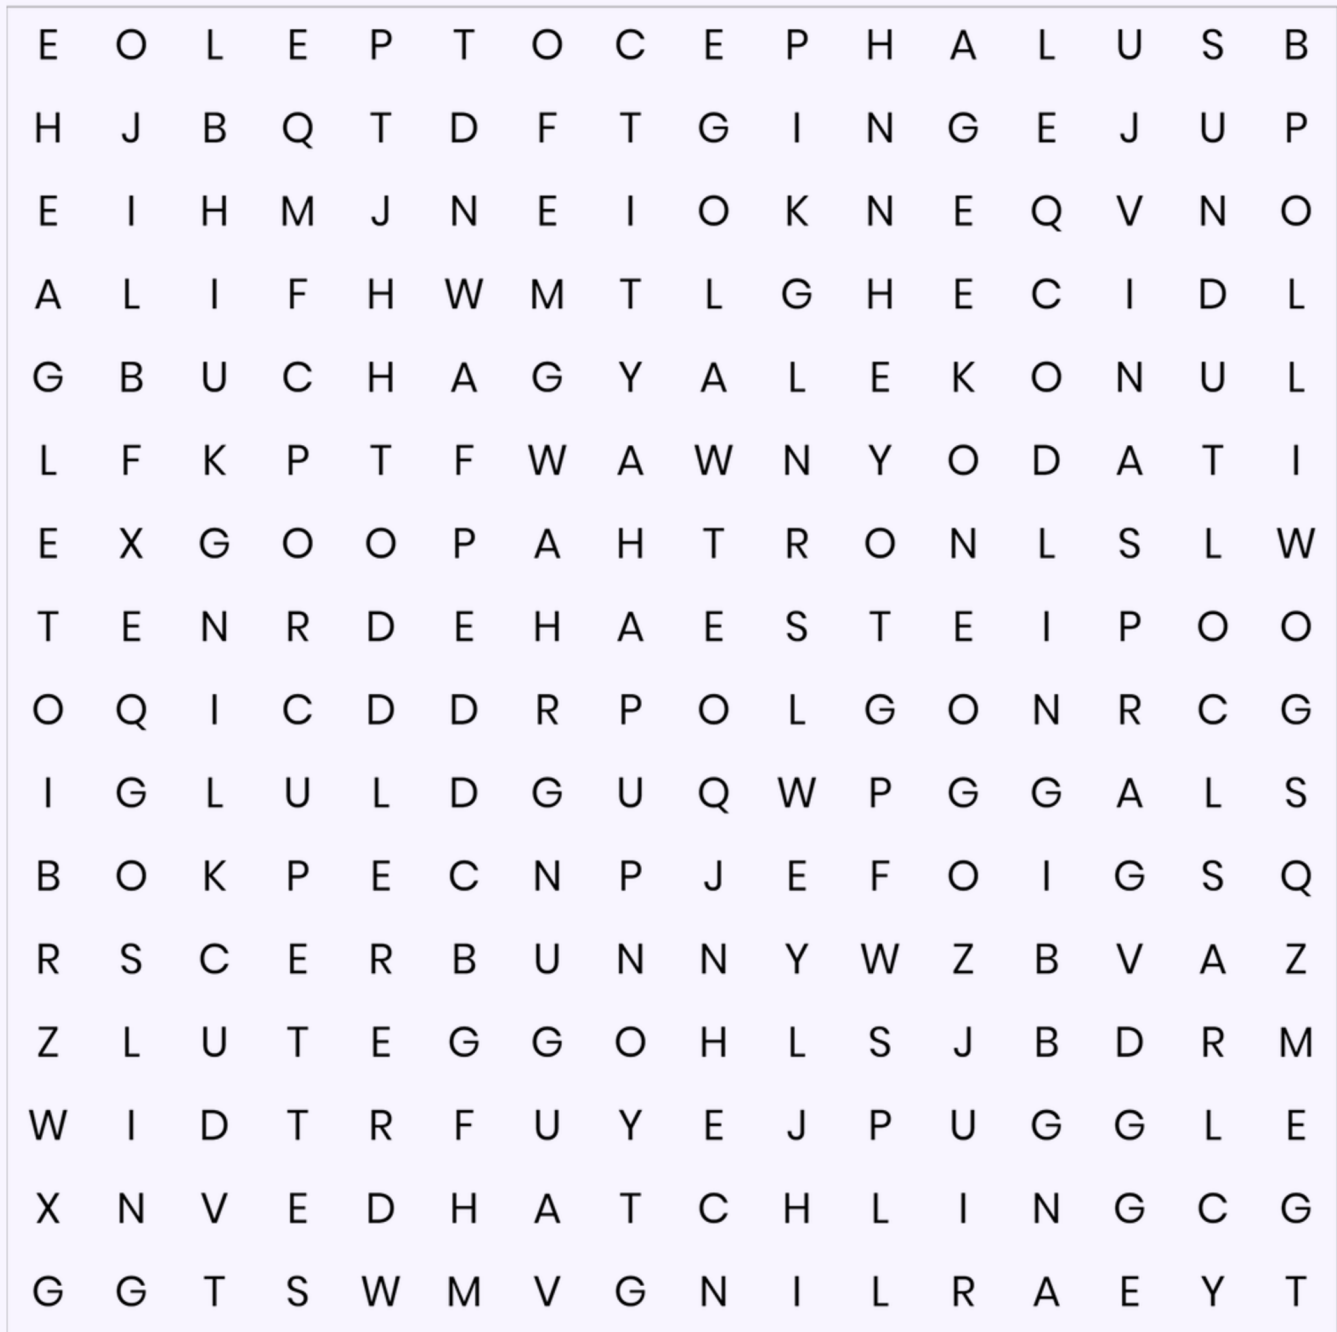 E O L E P T O C E P H A L U S B
H J B Q T D F T G I N G E J U P
E I H M J N E I O K N E Q V N O
A L I F H W M T L G H E C I D L
G B U C H A G Y A L E K O N U L
L F K P T F W A W N Y O D A T I
E X G O O P A H T R O N L S L W
T E N R D E H A E S T E I P O O
O Q I C D D R P O L G O N R C G
I G L U L D G U Q W P G G A L S
B O K P E C N P J E F O I G S Q
R S C E R B U N N Y W Z B V A Z
Z L U T E G G O H L S J B D R M
W I D T R F U Y E J P U G G L E
X N V E D H A T C H L I N G C G
G G T S W M V G N I L R A E Y T